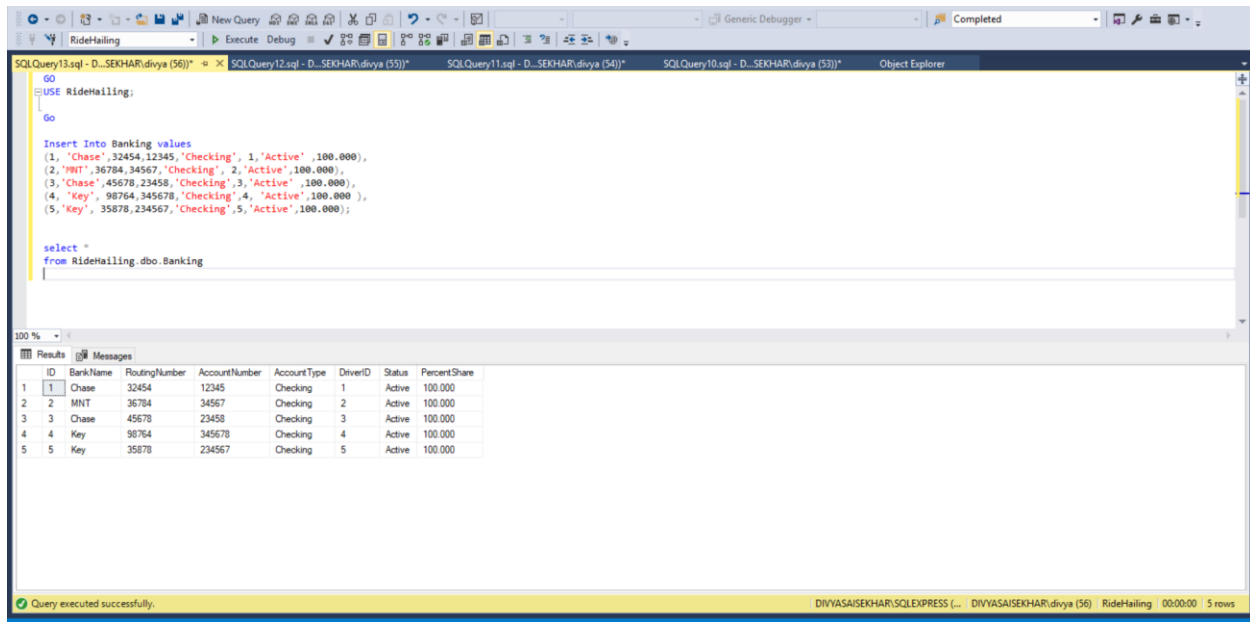 New Query
Generic Debugger
Completed
RideHailing
Execute Debug
SQLQuery13.sql - D...SEKHAR\divya (56))* SQLQuery12.sql - D...SEKHAR\divya (55))* SQLQuery11.sql - D...SEKHAR\divya (54))* SQLQuery10.sql - D...SEKHAR\divya (53))* Object Explorer
GO
USE RideHailing;
Go
Insert Into Banking values
(1, 'Chase',32454,12345,'Checking', 1,'Active' ,100.000),
(2,'MNT',36784,34567,'Checking', 2,'Active',100.000),
(3,'Chase',45678,23458,'Checking',3,'Active' ,100.000),
(4, 'Key', 98764,345678,'Checking',4, 'Active',100.000 ),
(5,'Key', 35878,234567,'Checking',5,'Active',100.000);
select *
from RideHailing.dbo.Banking
100 %
Results Messages
ID BankName RoutingNumber AccountNumber AccountType DriverID Status PercentShare
1 1 Chase 32454 12345 Checking 1 Active 100.000
2 2 MNT 36784 34567 Checking 2 Active 100.000
3 3 Chase 45678 23458 Checking 3 Active 100.000
4 4 Key 98764 345678 Checking 4 Active 100.000
5 5 Key 35878 234567 Checking 5 Active 100.000
Query executed successfully. DIVYASAISEKHAR\SQLEXPRESS (... DIVYASAISEKHAR\divya (56) RideHailing 00:00:00 5 rows